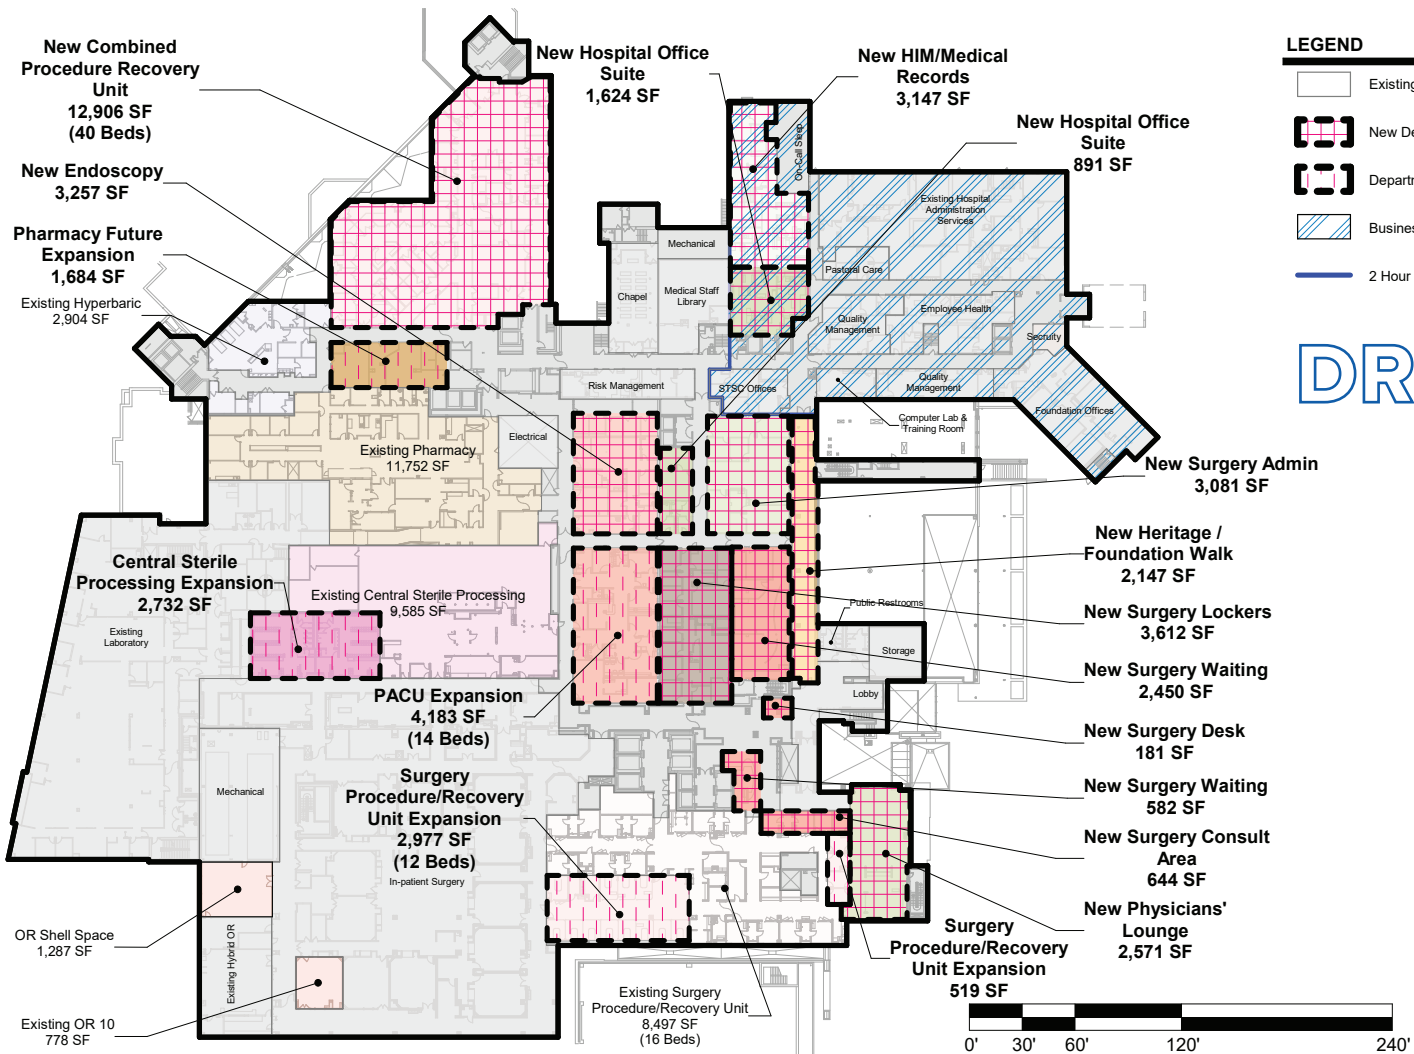 New Combined
Procedure Recovery
Unit
12,906 SF
(40 Beds)
New Hospital Office
Suite
1,624 SF
New HIM/Medical
Records
3,147 SF
New Hospital Office
Suite
891 SF
LEGEND
Existing
New De
Departm
Busines
2 Hour
DR
New Endoscopy
3,257 SF
Pharmacy Future
Expansion
1,684 SF
Existing Hyperbaric
2,904 SF
On-Call Sleep
Existing Hospital
Administration
Services
Mechanical
Chapel
Medical Staff
Library
Pastoral Care
Quality
Management
Employee Health
Secruity
Risk Management
STSC Offices
Quality
Management
Foundation Offices
Computer Lab &
Training Room
Electrical
Existing Pharmacy
11,752 SF
New Surgery Admin
3,081 SF
New Heritage /
Foundation Walk
2,147 SF
Central Sterile
Processing Expansion
2,732 SF
Existing Central Sterile Processing
9,585 SF
Public Restrooms
New Surgery Lockers
3,612 SF
Existing
Laboratory
Storage
New Surgery Waiting
2,450 SF
Lobby
PACU Expansion
4,183 SF
(14 Beds)
New Surgery Desk
181 SF
Mechanical
Surgery
Procedure/Recovery
Unit Expansion
2,977 SF
(12 Beds)
In-patient Surgery
New Surgery Waiting
582 SF
New Surgery Consult
Area
644 SF
New Physicians'
Lounge
2,571 SF
OR Shell Space
1,287 SF
Existing Hybrid OR
Surgery
Procedure/Recovery
Unit Expansion
519 SF
Existing OR 10
778 SF
Existing Surgery
Procedure/Recovery Unit
8,497 SF
(16 Beds)
0' 30' 60' 120' 240'